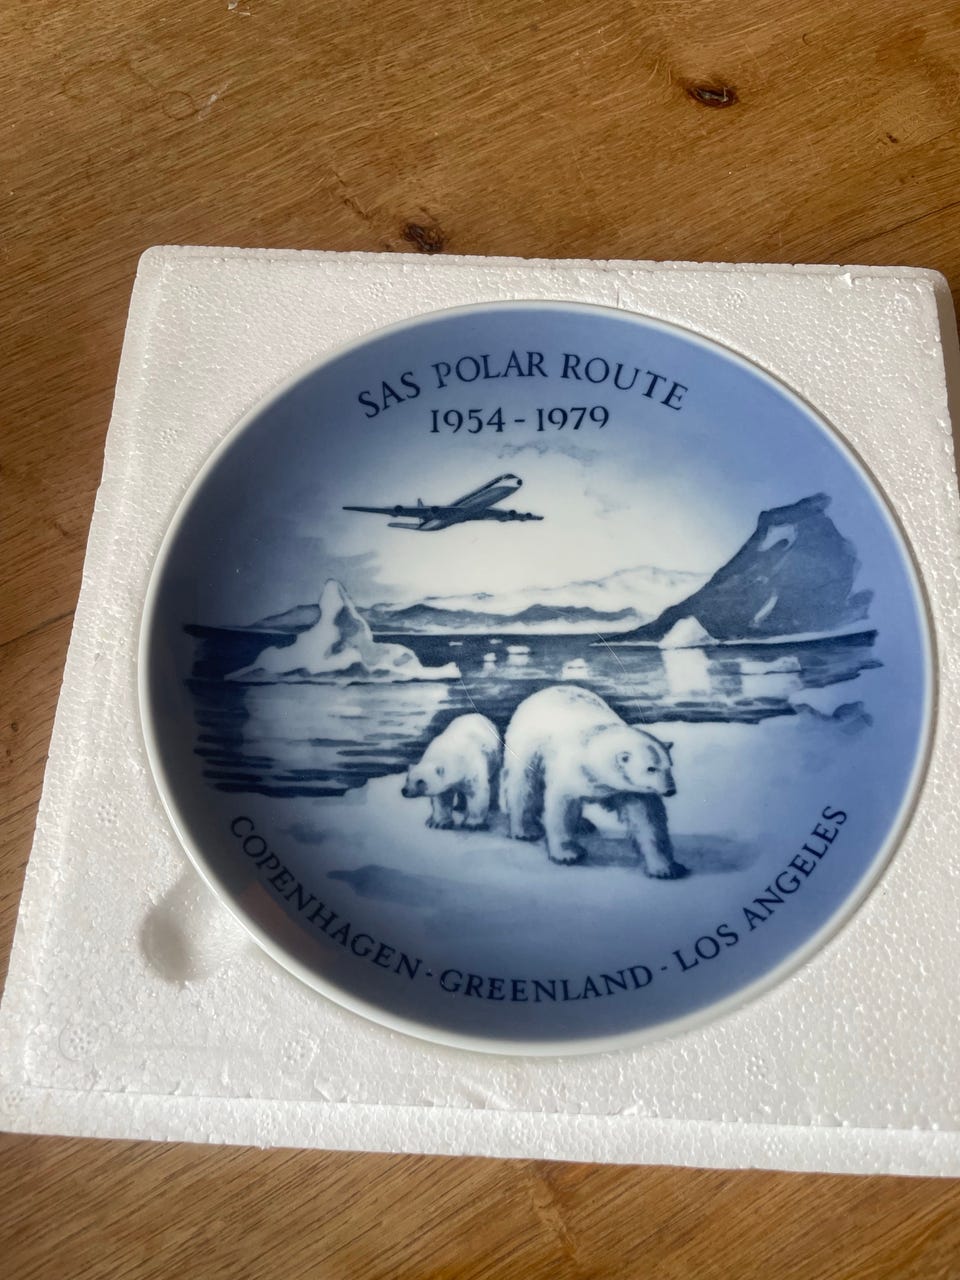 SAS POLAR ROUTE
1954-1979
COPENHAGEN·GREENLAND·LOS ANGELES